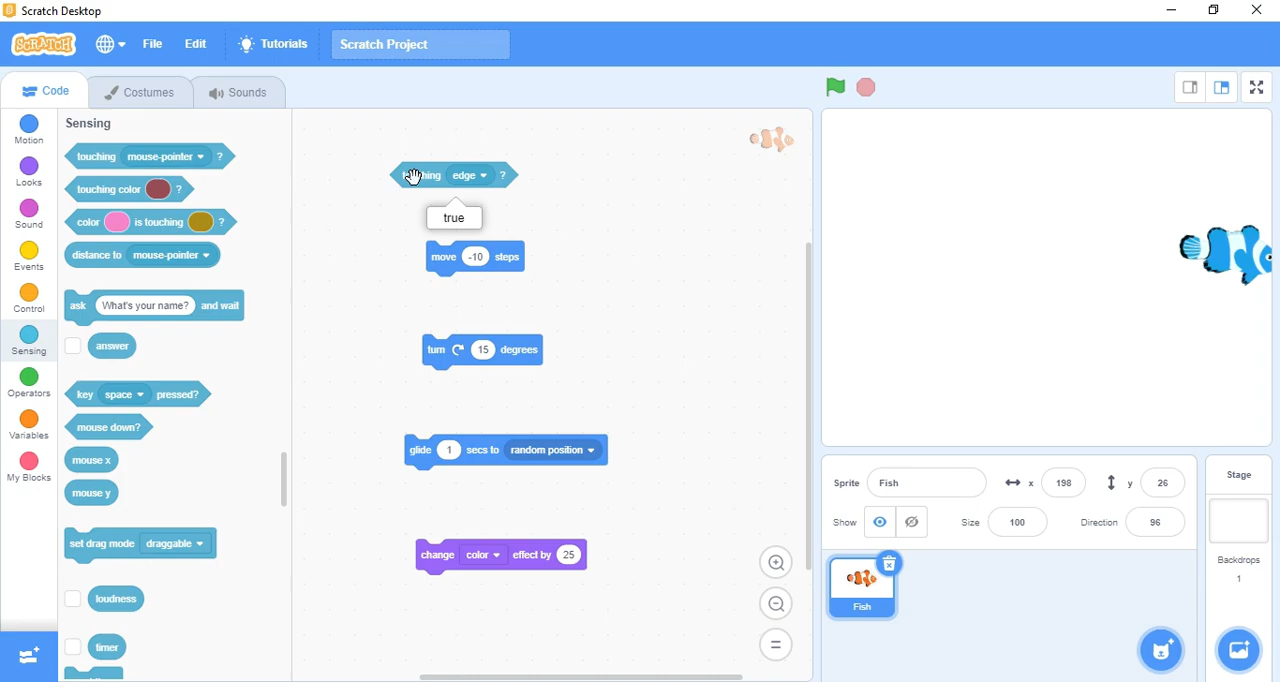 Scratch Desktop
SCRATCH File Edit Tutorials Scratch Project
Code Costumes Sounds
Motion
Looks
Sound
Events
Control
Sensing
Operators
Variables
My Blocks
Sensing
touching mouse-pointer ?
touching color ?
color is touching ?
distance to mouse-pointer
ask What's your name? and wait
answer
key space pressed?
mouse down?
mouse x
mouse y
set drag mode draggable
loudness
timer
edge ?
true
move -10 steps
turn 15 degrees
glide 1 secs to random position
change color effect by 25
Sprite Fish x 198 y 26
Show Size 100 Direction 96
Fish
Stage
Backdrops
1